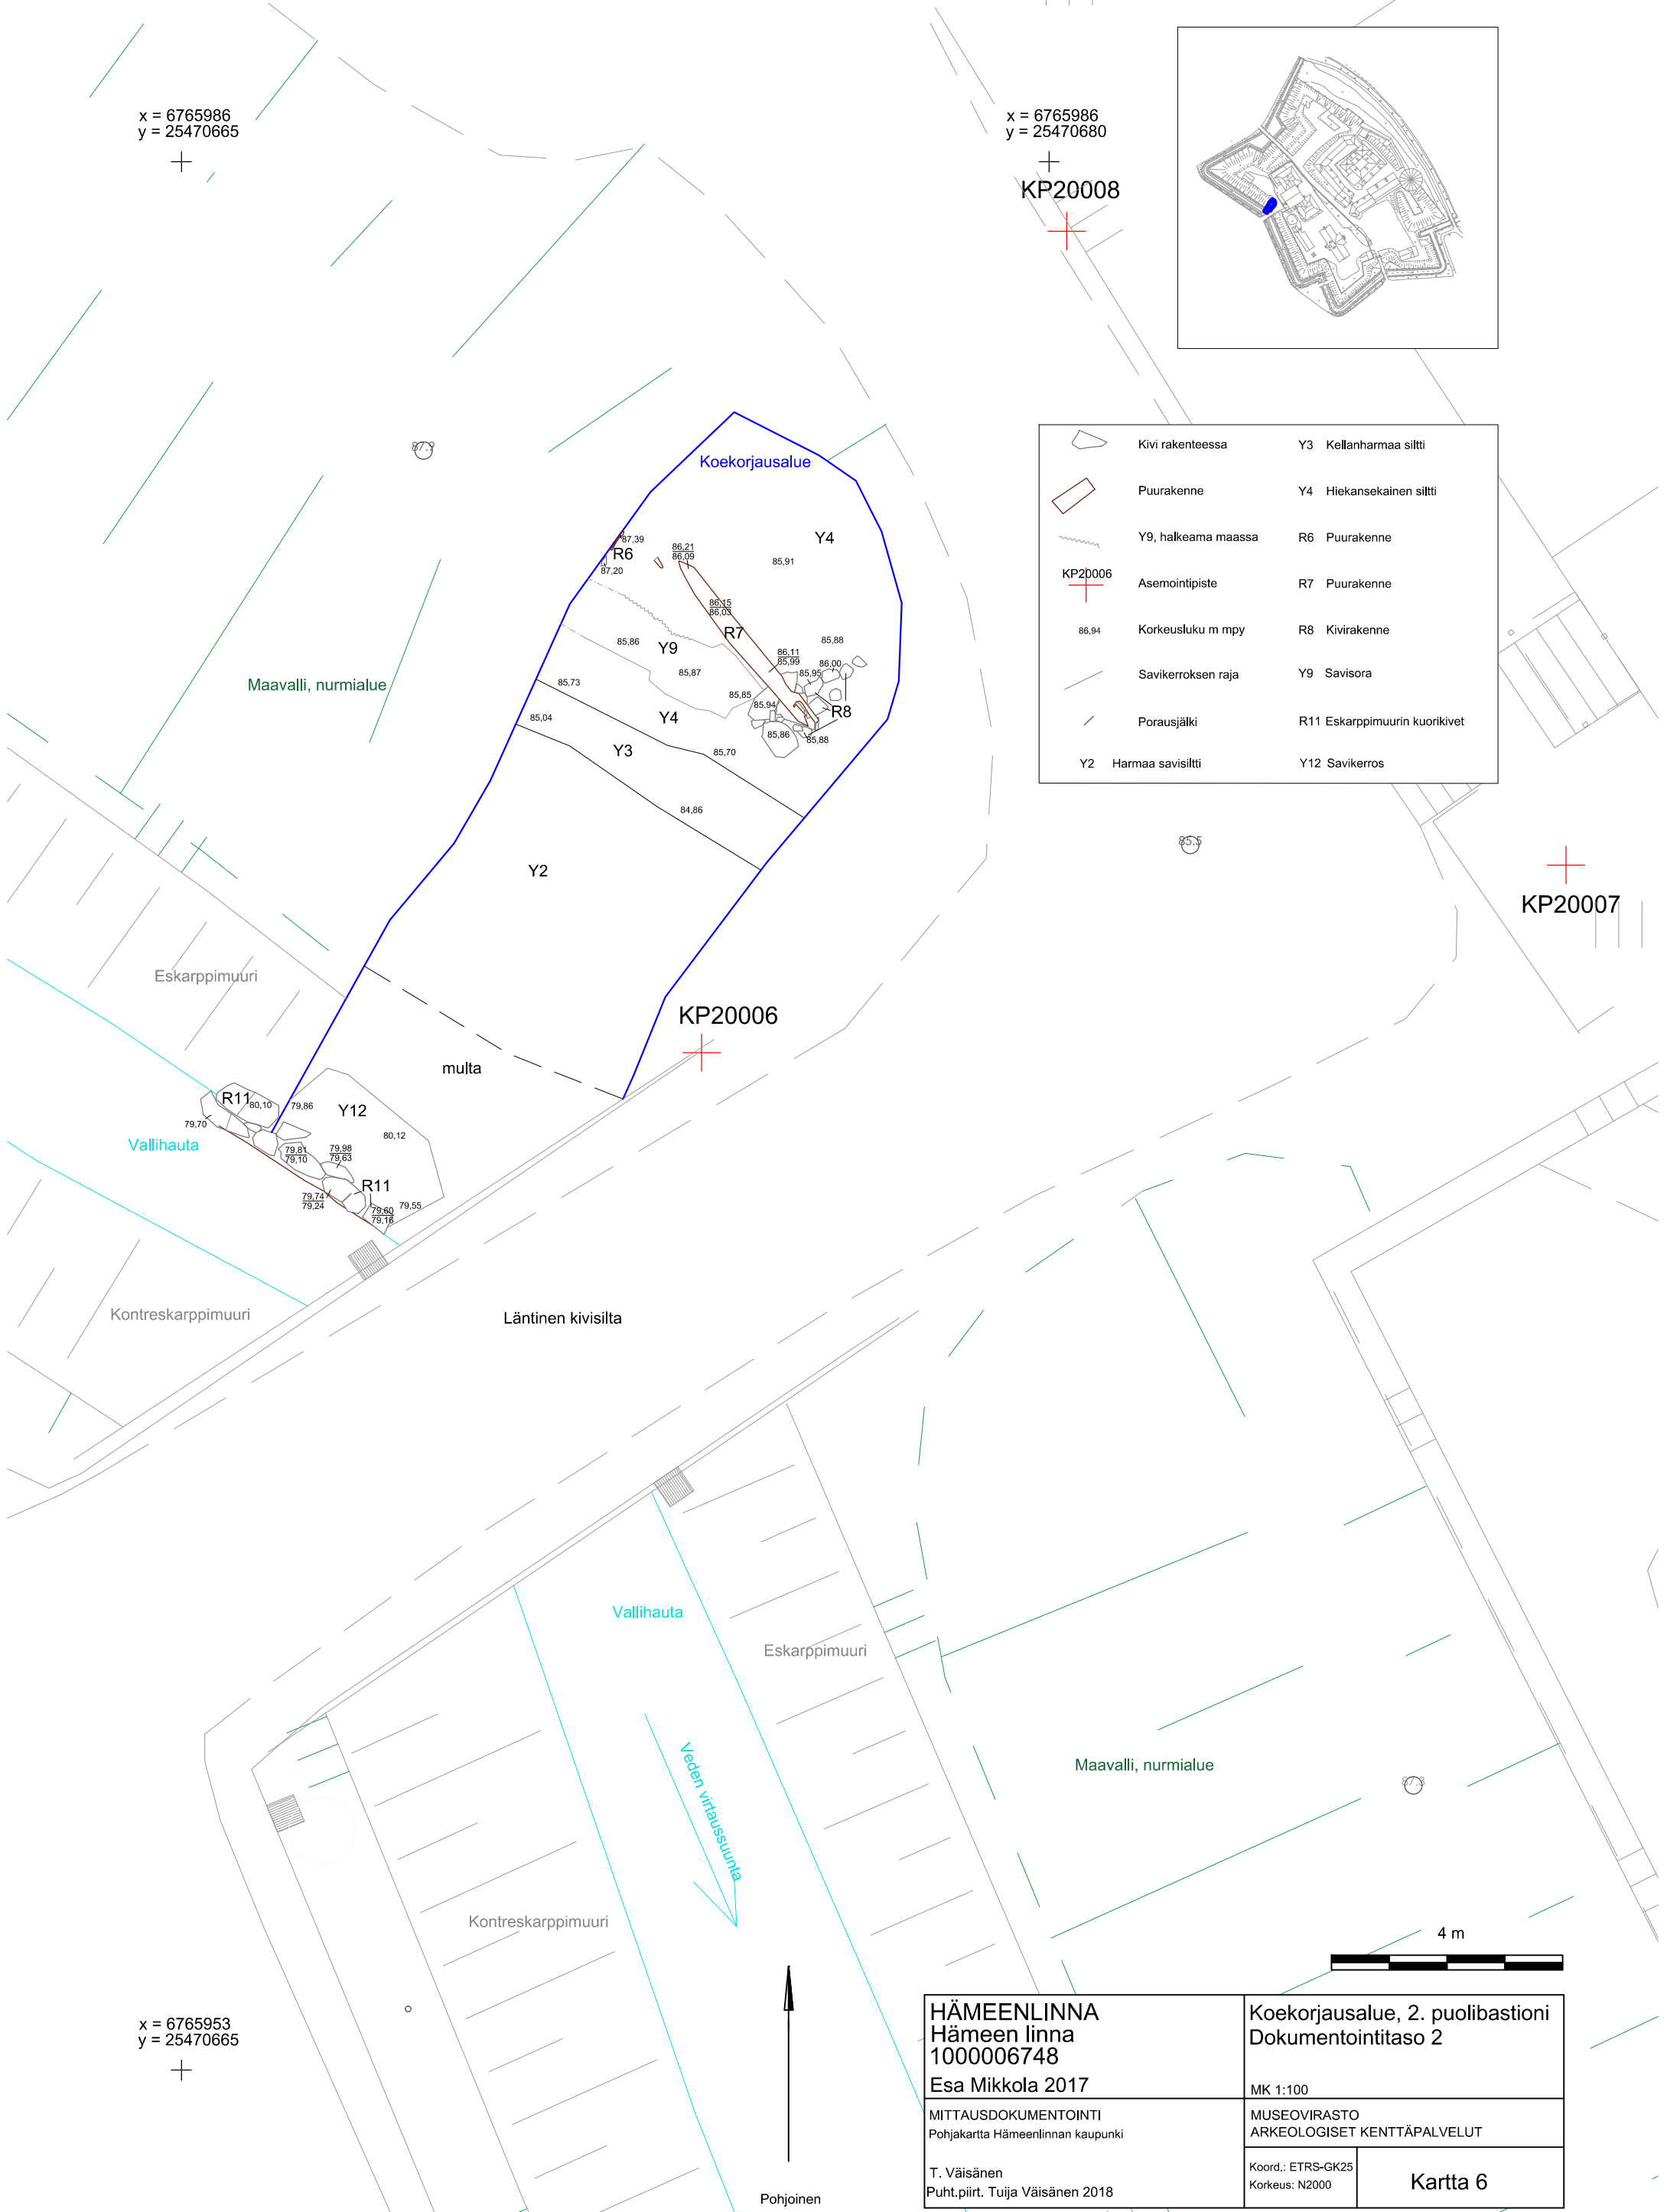 x = 6765986
y = 25470665
x = 6765986
y = 25470680
KP20008
87.9
Koekorjausalue
Kivi rakenteessa
Y3 Kellanharmaa siltti
Puurakenne
Y4 Hiekansekainen siltti
Y9, halkeama maassa
R6 Puurakenne
KP20006
Asemointipiste
R7 Puurakenne
86,94
Korkeusluku m mpy
R8 Kivirakenne
Savikerroksen raja
Y9 Savisora
Porausjälki
R11 Eskarppimuurin kuorikivet
Y2 Harmaa savisiltti
Y12 Savikerros
87,39
R6
87,20
86,21
86,09
Y4
85,91
86,15
86,03
R7
85,86
Y9
85,87
85,88
86,11
85,99
86,00
85,95
85,85
85,94
R8
85,86
85,88
Maavalli, nurmialue
85,73
Y4
85,04
Y3
85,70
84,86
85.5
Y2
KP20007
Eskarppimuuri
KP20006
multa
R11
80,10
79,86
Y12
79,70
80,12
Vallihauta
79,81
79,10
79,98
79,63
R11
79,74
79,24
79,60
79,16
79,55
Kontreskarppimuuri
Läntinen kivisilta
Vallihauta
Eskarppimuuri
Veden virtaussuunta
Maavalli, nurmialue
87.8
Kontreskarppimuuri
4 m
x = 6765953
y = 25470665
Pohjoinen
HÄMEENLINNA
Hämeen linna
1000006748
Esa Mikkola 2017
Koekorjausalue, 2. puolibastioni
Dokumentointitaso 2
MK 1:100
MITTAUSDOKUMENTOINTI
Pohjakartta Hämeenlinnan kaupunki
T. Väisänen
Puht.piirt. Tuija Väisänen 2018
MUSEOVIRASTO
ARKEOLOGISET KENTTÄPALVELUT
Koord.: ETRS-GK25
Korkeus: N2000
Kartta 6